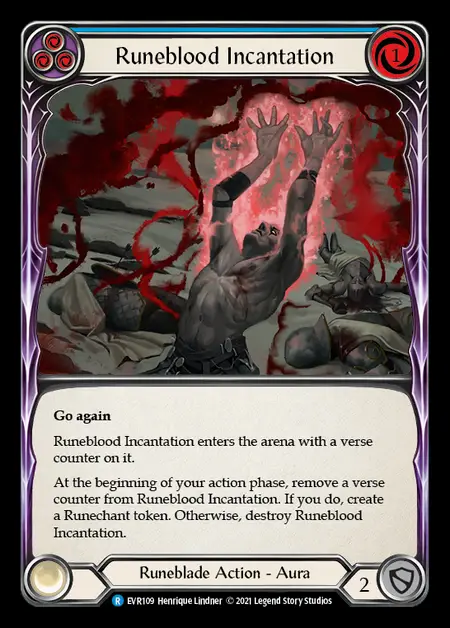 Runeblood Incantation
1
Go again
Runeblood Incantation enters the arena with a verse
counter on it.
At the beginning of your action phase, remove a verse
counter from Runeblood Incantation. If you do, create
a Runechant token. Otherwise, destroy Runeblood
Incantation.
Runeblade Action - Aura
2
R EVR109 Henrique Lindner © 2021 Legend Story Studios